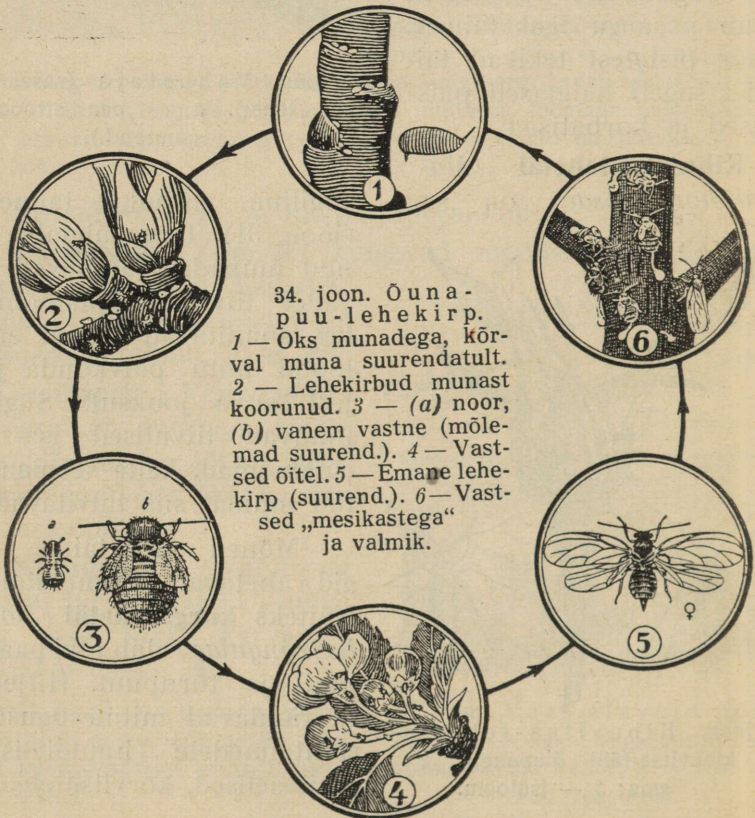 34. joon. Õuna-
puu-lehekirp.
1 — Oks munadega, kõr-
val muna suurendatult.
2 — Lehekirbud munast
koorunud. 3 — (a) noor,
(b) vanem vastne (mõle-
mad suurend.). 4 — Vast-
sed õitel. 5 — Emane lehe-
kirp (suurend.). 6 — Vast-
sed „mesikastega“
ja valmik.
1
2
6
a b
3
5
♀
4